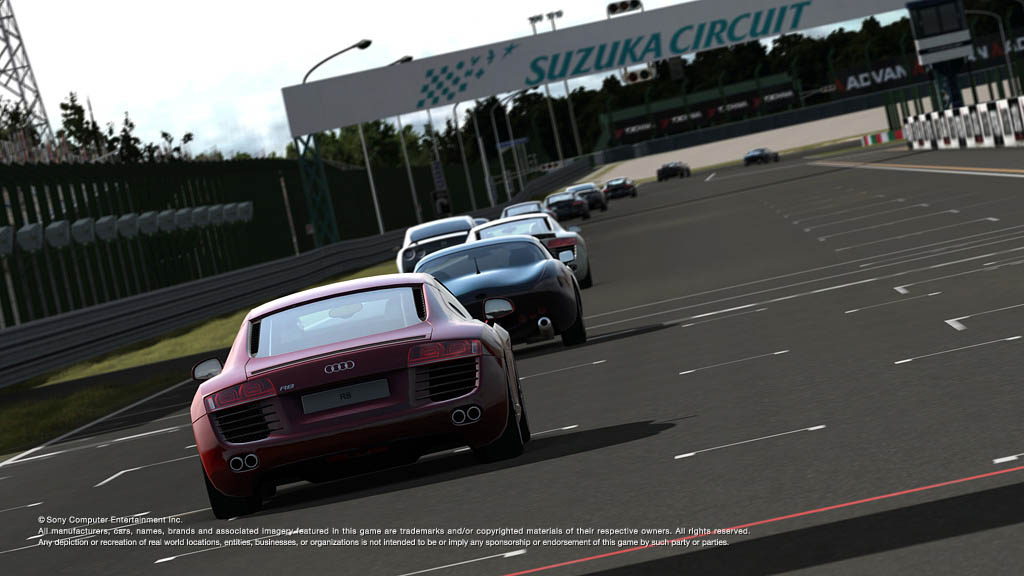 SUZUKA CIRCUIT
ADVAN
R8
R8
© Sony Computer Entertainment Inc.
All manufacturers, cars, names, brands and associated imagery featured in this game are trademarks and/or copyrighted materials of their respective owners. All rights reserved.
Any depiction or recreation of real world locations, entities, businesses, or organizations is not intended to be or imply any sponsorship or endorsement of this game by such party or parties.